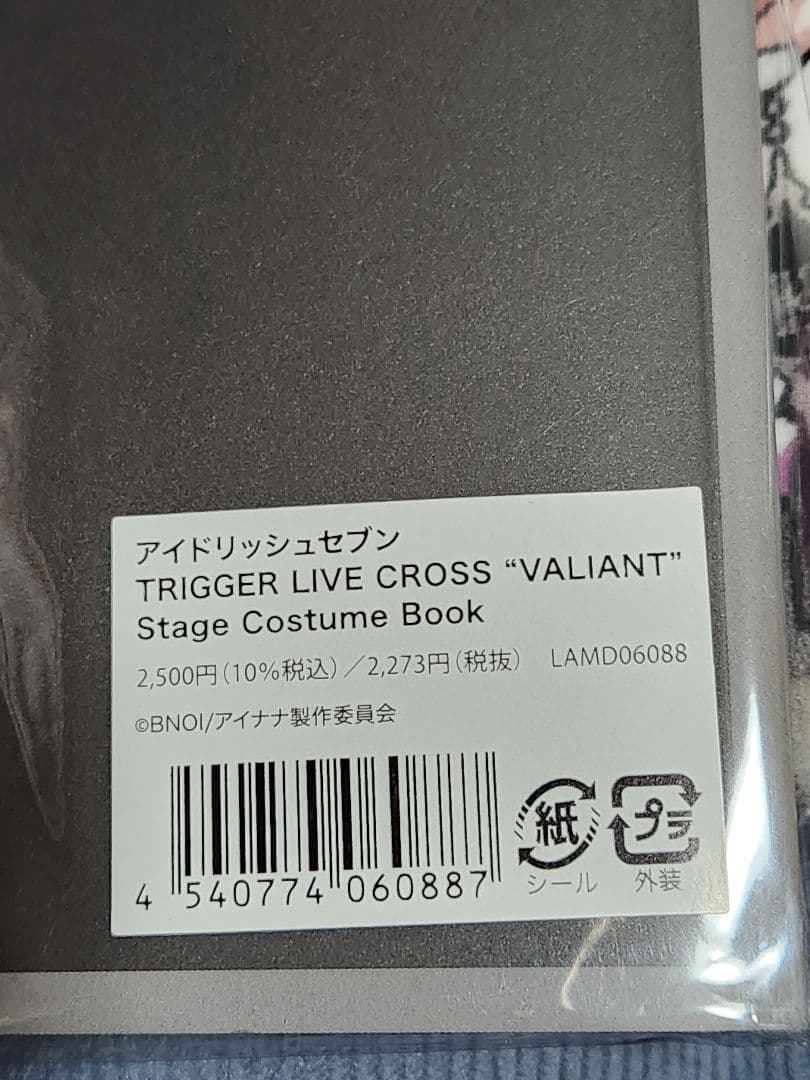 アイドリッシュセブン
TRIGGER LIVE CROSS “VALIANT”
Stage Costume Book
2,500円(10%税込)／2,273円(税抜) LAMD06088
©BNOI/アイナナ製作委員会
4 540774 060887
紙 プラ
シール 外装